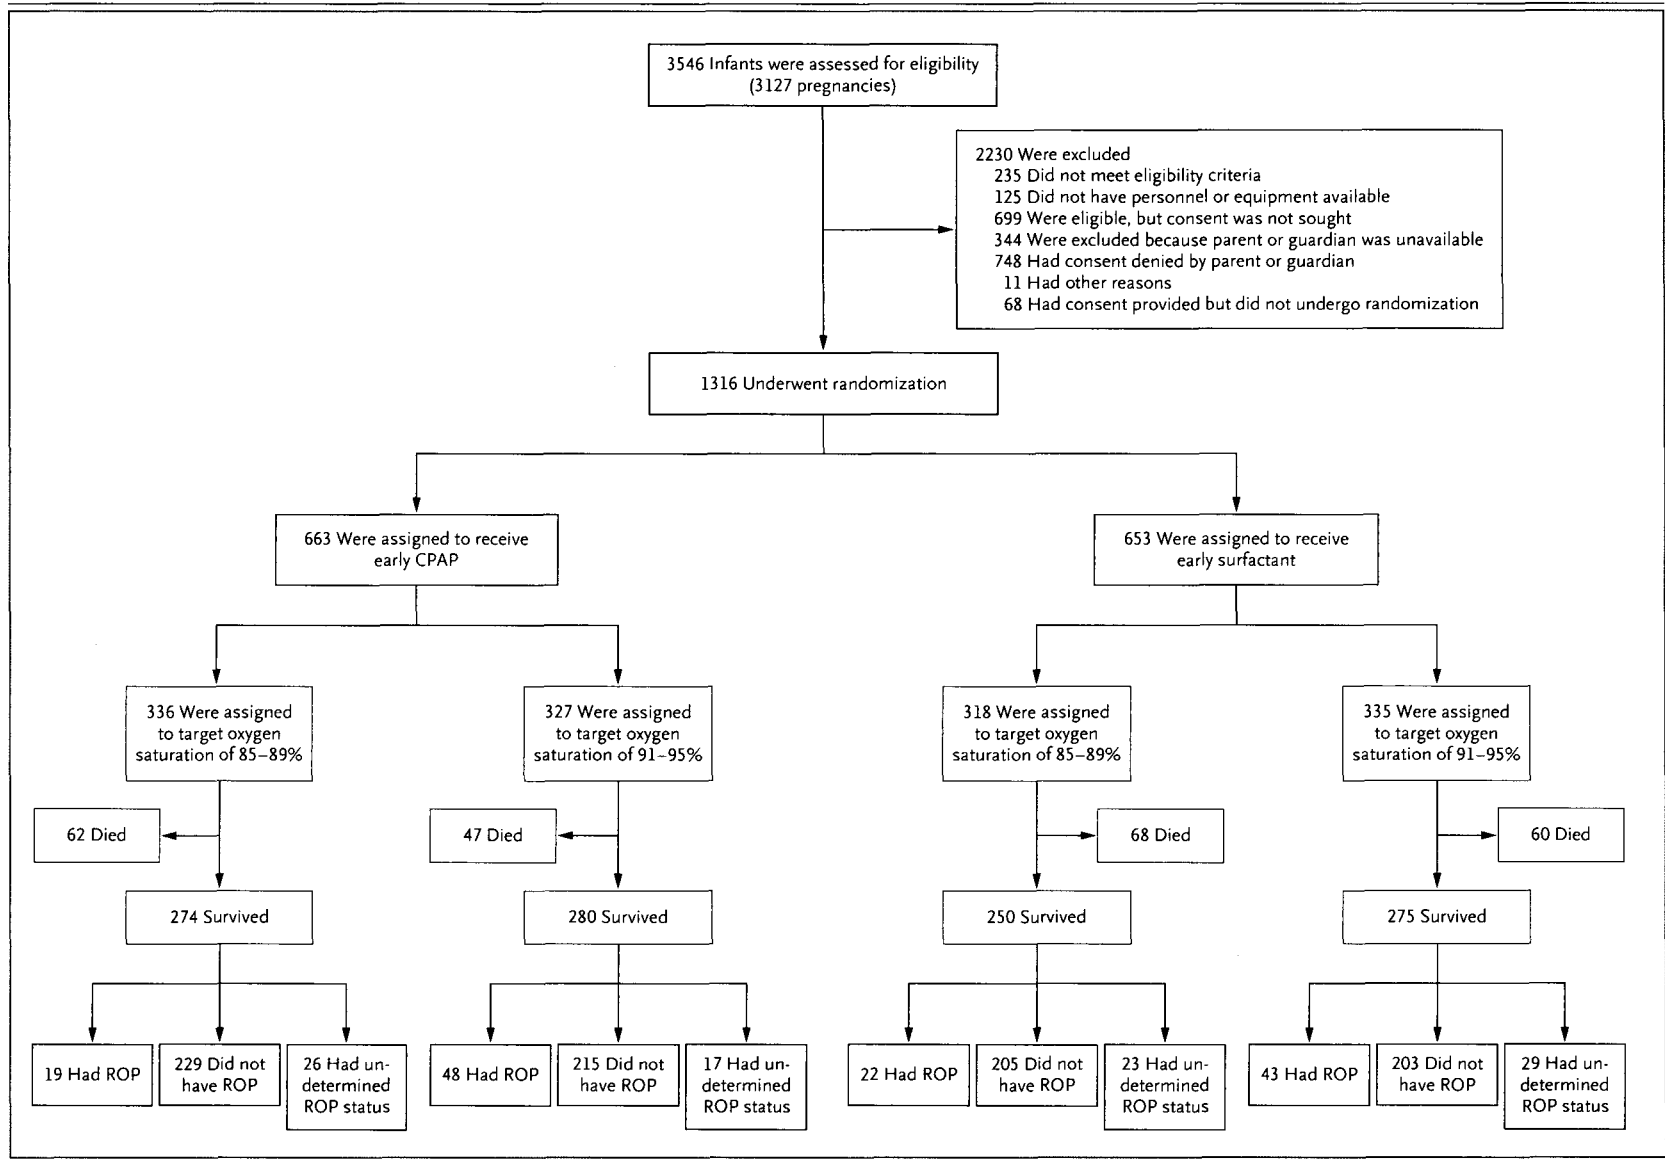 3546 Infants were assessed for eligibility
(3127 pregnancies)
2230 Were excluded
235 Did not meet eligibility criteria
125 Did not have personnel or equipment available
699 Were eligible, but consent was not sought
344 Were excluded because parent or guardian was unavailable
748 Had consent denied by parent or guardian
11 Had other reasons
68 Had consent provided but did not undergo randomization
1316 Underwent randomization
663 Were assigned to receive
early CPAP
653 Were assigned to receive
early surfactant
336 Were assigned
to target oxygen
saturation of 85–89%
327 Were assigned
to target oxygen
saturation of 91–95%
318 Were assigned
to target oxygen
saturation of 85–89%
335 Were assigned
to target oxygen
saturation of 91–95%
62 Died
47 Died
68 Died
60 Died
274 Survived
280 Survived
250 Survived
275 Survived
19 Had ROP
229 Did not
have ROP
26 Had un-
determined
ROP status
48 Had ROP
215 Did not
have ROP
17 Had un-
determined
ROP status
22 Had ROP
205 Did not
have ROP
23 Had un-
determined
ROP status
43 Had ROP
203 Did not
have ROP
29 Had un-
determined
ROP status